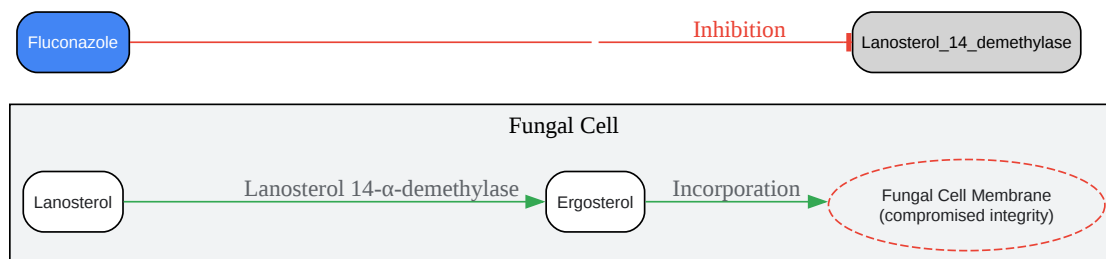 Fluconazole
Inhibition
Lanosterol_14_demethylase
Fungal Cell
Lanosterol
Lanosterol 14-α-demethylase
Ergosterol
Incorporation
Fungal Cell Membrane
(compromised integrity)